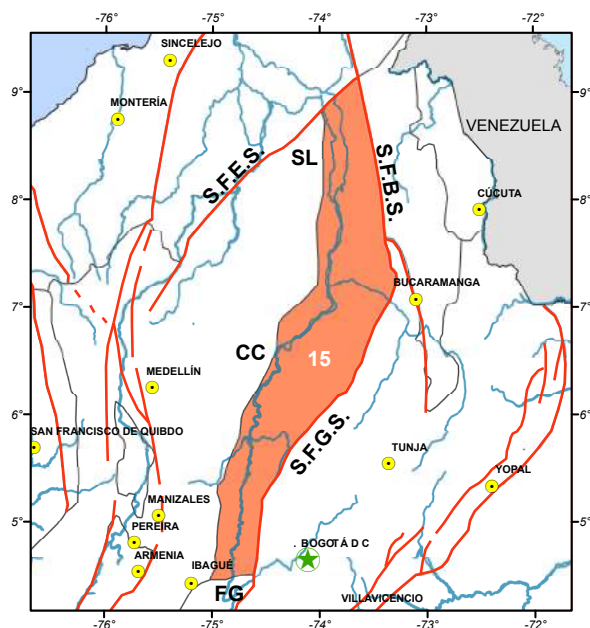 -76° -75° -74° -73° -72°
SINCELEJO
9° 9°
MONTERÍA
VENEZUELA
SL
S.F.E.S.
S.F.B.S.
CÚCUTA
8° 8°
BUCARAMANGA
7° 7°
CC
15
MEDELLÍN
6° 6°
SAN FRANCISCO DE QUIBDO
S.F.G.S.
TUNJA
YOPAL
MANIZALES
5° 5°
PEREIRA
. BOGOTÁ D C
ARMENIA
IBAGUÉ
FG
VILLAVICENCIO
-76° -75° -74° -73° -72°